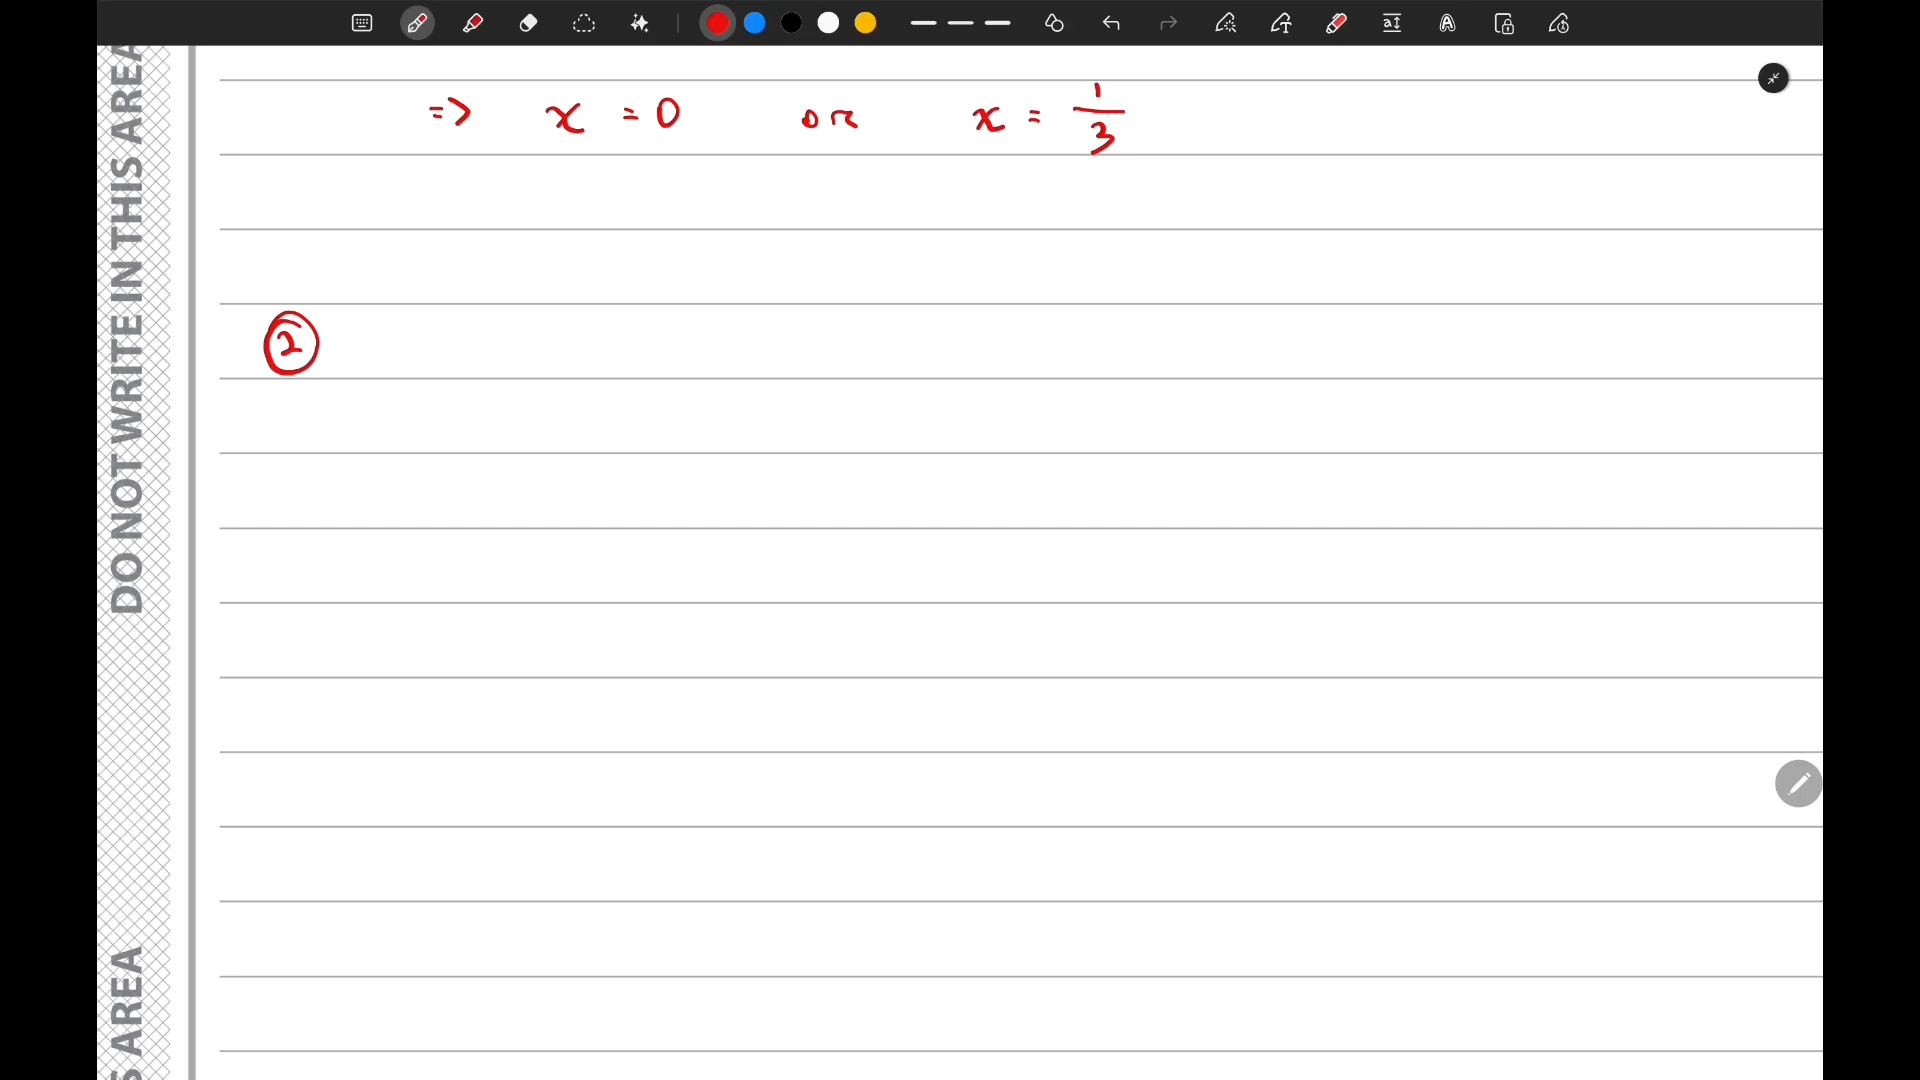 => x = 0 or x = 1/3
②
DO NOT WRITE IN THIS AREA
S AREA